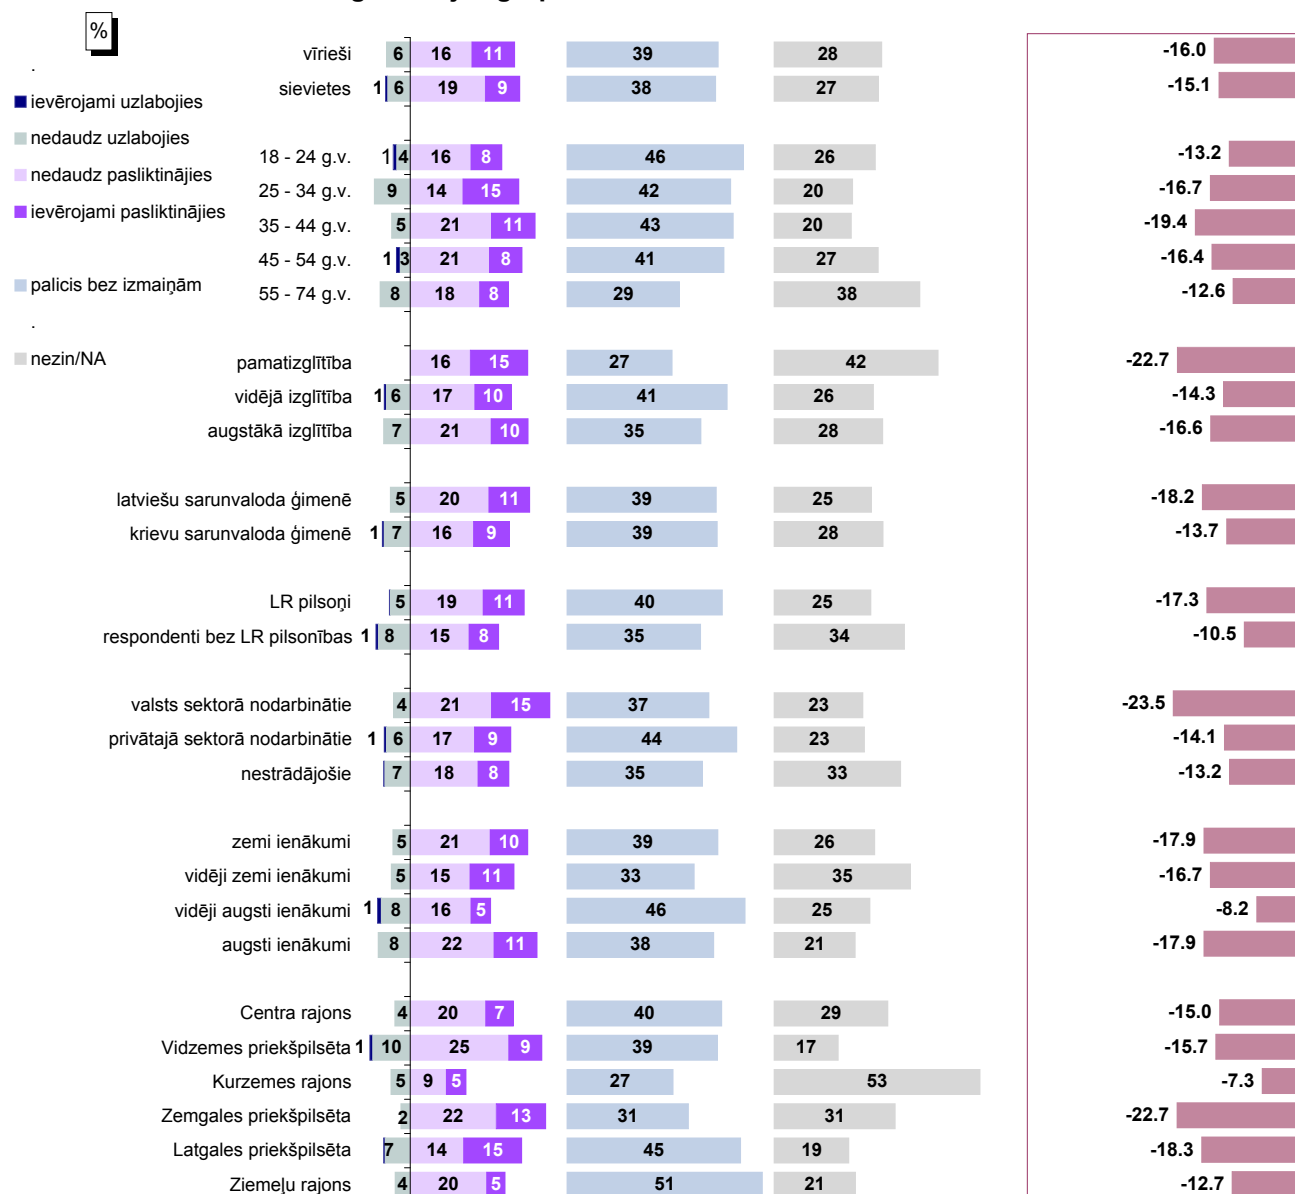 %
vīrieši 6 16 11 39 28 -16.0
.
sievietes 1 6 19 9 38 27 -15.1
ievērojami uzlabojies
nedaudz uzlabojies
18 - 24 g.v. 1 4 16 8 46 26 -13.2
nedaudz pasliktinājies
25 - 34 g.v. 9 14 15 42 20 -16.7
ievērojami pasliktinājies
35 - 44 g.v. 5 21 11 43 20 -19.4
45 - 54 g.v. 1 3 21 8 41 27 -16.4
palicis bez izmaiņām
55 - 74 g.v. 8 18 8 29 38 -12.6
.
nezin/NA
pamatizglītība 16 15 27 42 -22.7
vidējā izglītība 1 6 17 10 41 26 -14.3
augstākā izglītība 7 21 10 35 28 -16.6
latviešu sarunvaloda ģimenē 5 20 11 39 25 -18.2
krievu sarunvaloda ģimenē 1 7 16 9 39 28 -13.7
LR pilsoņi 5 19 11 40 25 -17.3
respondenti bez LR pilsonības 1 8 15 8 35 34 -10.5
valsts sektorā nodarbinātie 4 21 15 37 23 -23.5
privātajā sektorā nodarbinātie 1 6 17 9 44 23 -14.1
nestrādājošie 7 18 8 35 33 -13.2
zemi ienākumi 5 21 10 39 26 -17.9
vidēji zemi ienākumi 5 15 11 33 35 -16.7
vidēji augsti ienākumi 1 8 16 5 46 25 -8.2
augsti ienākumi 8 22 11 38 21 -17.9
Centra rajons 4 20 7 40 29 -15.0
Vidzemes priekšpilsēta 1 10 25 9 39 17 -15.7
Kurzemes rajons 5 9 5 27 53 -7.3
Zemgales priekšpilsēta 2 22 13 31 31 -22.7
Latgales priekšpilsēta 7 14 15 45 19 -18.3
Ziemeļu rajons 4 20 5 51 21 -12.7